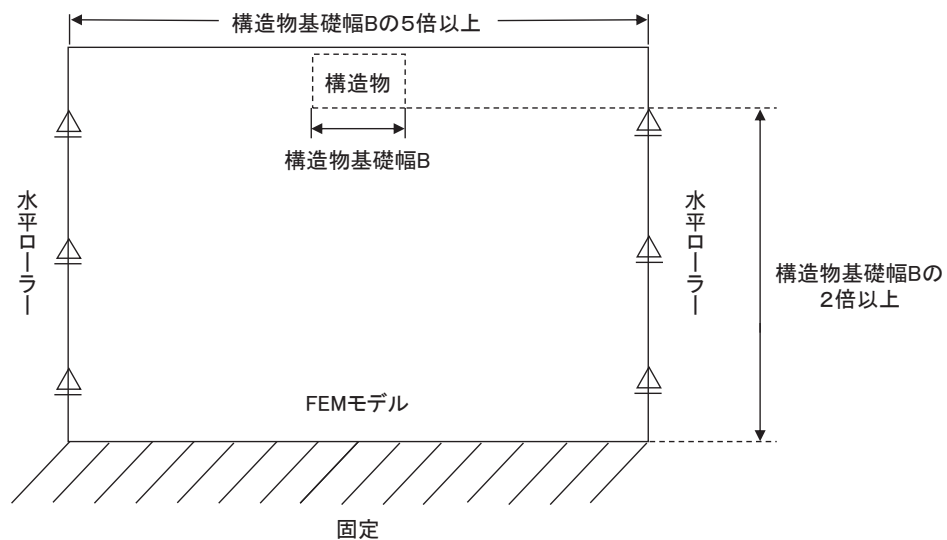 構造物基礎幅Bの5倍以上
構造物
構造物基礎幅B
水平ローラー
水平ローラー
構造物基礎幅Bの
2倍以上
FEMモデル
固定